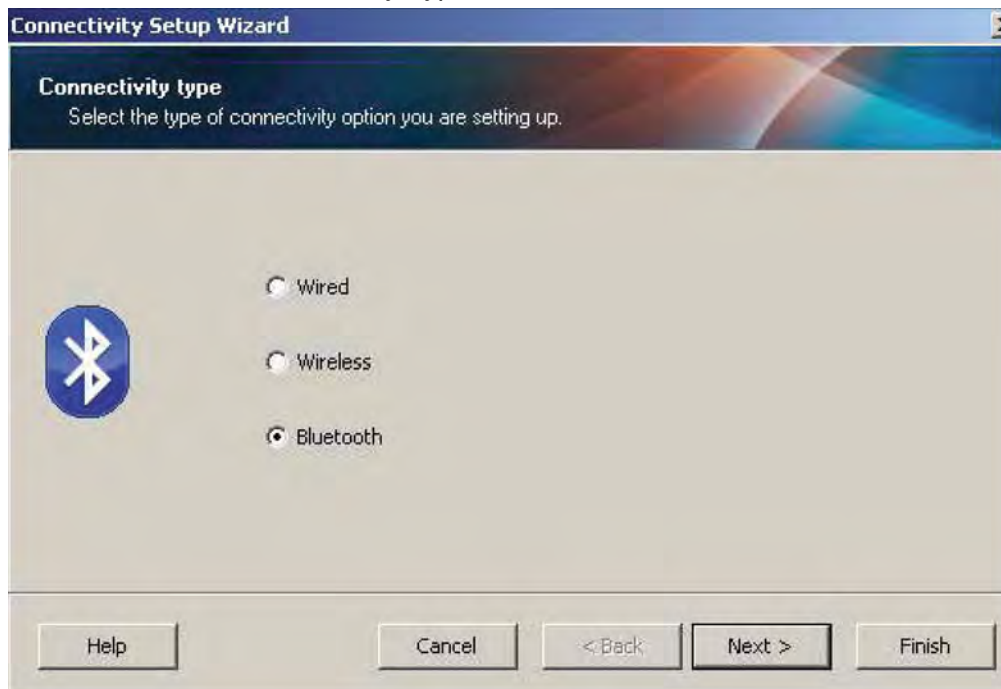 Connectivity Setup Wizard
Connectivity type
Select the type of connectivity option you are setting up.
Wired
Wireless
Bluetooth
Help
Cancel
< Back
Next >
Finish